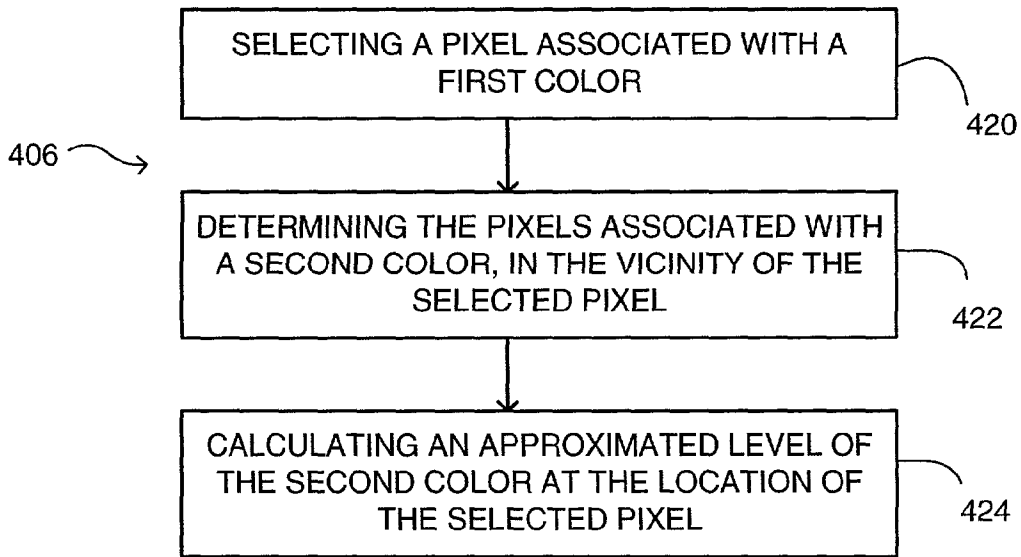 SELECTING A PIXEL ASSOCIATED WITH A
FIRST COLOR
420
406
DETERMINING THE PIXELS ASSOCIATED WITH
A SECOND COLOR, IN THE VICINITY OF THE
SELECTED PIXEL
422
CALCULATING AN APPROXIMATED LEVEL OF
THE SECOND COLOR AT THE LOCATION OF
THE SELECTED PIXEL
424